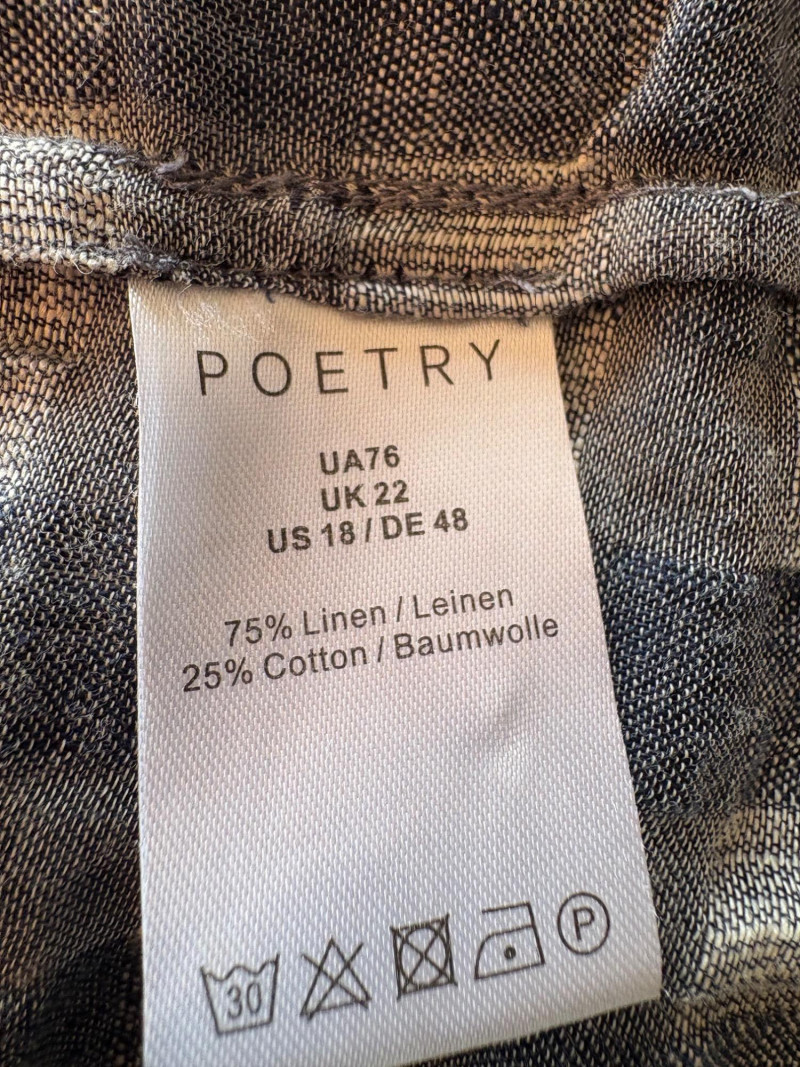 POETRY
UA76
UK 22
US 18 / DE 48
75% Linen / Leinen
25% Cotton / Baumwolle
30 P